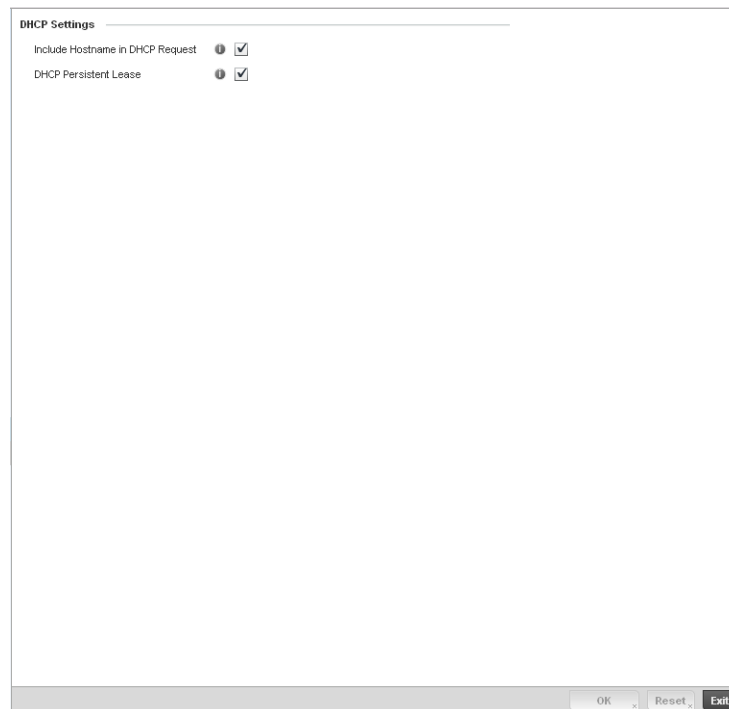 DHCP Settings
Include Hostname in DHCP Request
DHCP Persistent Lease
OK Reset Exit